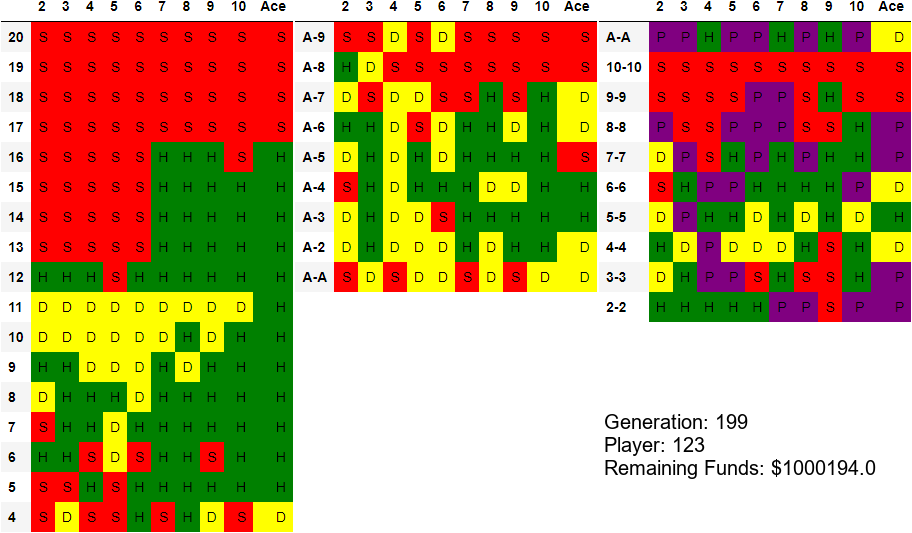 2 3 4 5 6 7 8 9 10 Ace
20 S S S S S S S S S S
19 S S S S S S S S S S
18 S S S S S S S S S S
17 S S S S S S S S S S
16 S S S S S H H H S H
15 S S S S S H H H H H
14 S S S S S H H H H H
13 S S S S S H H H H H
12 H H H S H H H H H H
11 D D D D D D D D D H
10 D D D D D D H D H H
9 H H D D D H D H H H
8 D H H H D H H H H H
7 S H H D H H H H H H
6 H H S D S H H S H H
5 S S H S H H H H H H
4 S D S S H S H D S D
2 3 4 5 6 7 8 9 10 Ace
A-9 S S D S D S S S S S
A-8 H D S S S S S S S S
A-7 D S D D S S H S H D
A-6 H H D S D H H D H D
A-5 D H D H D H H H H S
A-4 S H D H H H D D H H
A-3 D H D D S H H H H H
A-2 D H D D D H D H H D
A-A S D S D D S D S D D
2 3 4 5 6 7 8 9 10 Ace
A-A P P H P P H P H P D
10-10 S S S S S S S S S S
9-9 S S S S P P S H S S
8-8 P S S P P P S S H P
7-7 D P S H P H P H H P
6-6 S H P P H H H H P D
5-5 D P H H D H D H D H
4-4 H D P D D D H S H D
3-3 D H P P S H S S H P
2-2 H H H H H P P S P P
Generation: 199
Player: 123
Remaining Funds: $1000194.0